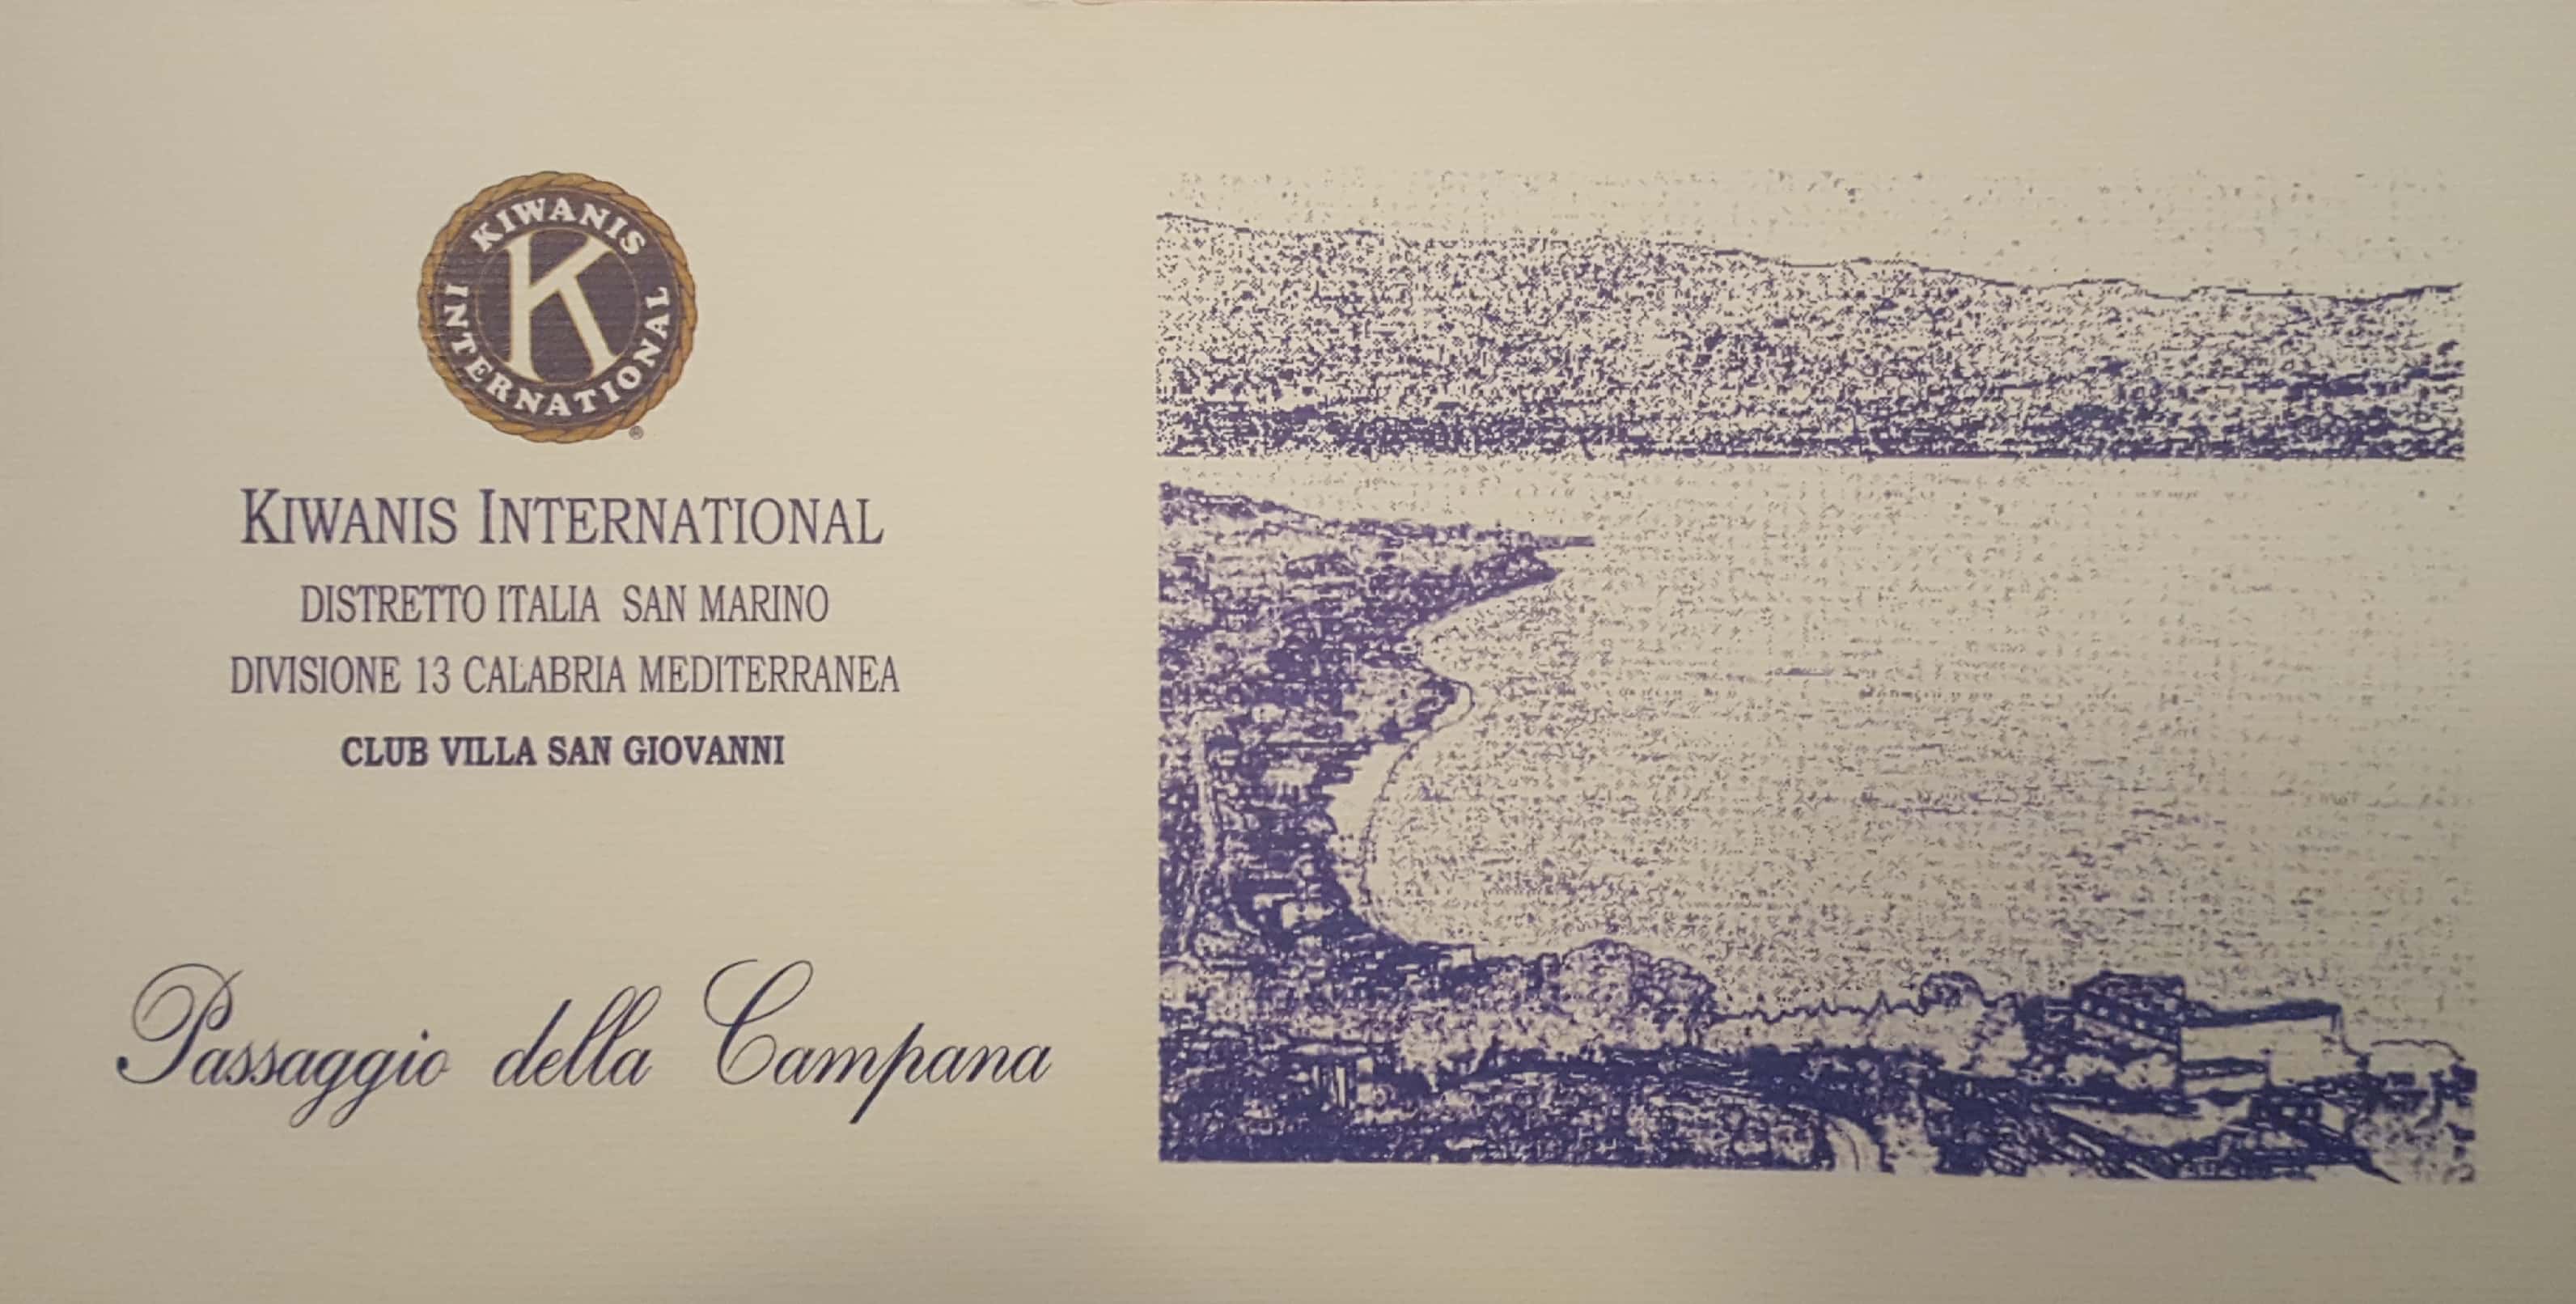 KIWANIS
K
INTERNATIONAL
®
KIWANIS INTERNATIONAL
DISTRETTO ITALIA SAN MARINO
DIVISIONE 13 CALABRIA MEDITERRANEA
CLUB VILLA SAN GIOVANNI
Passaggio della Campana